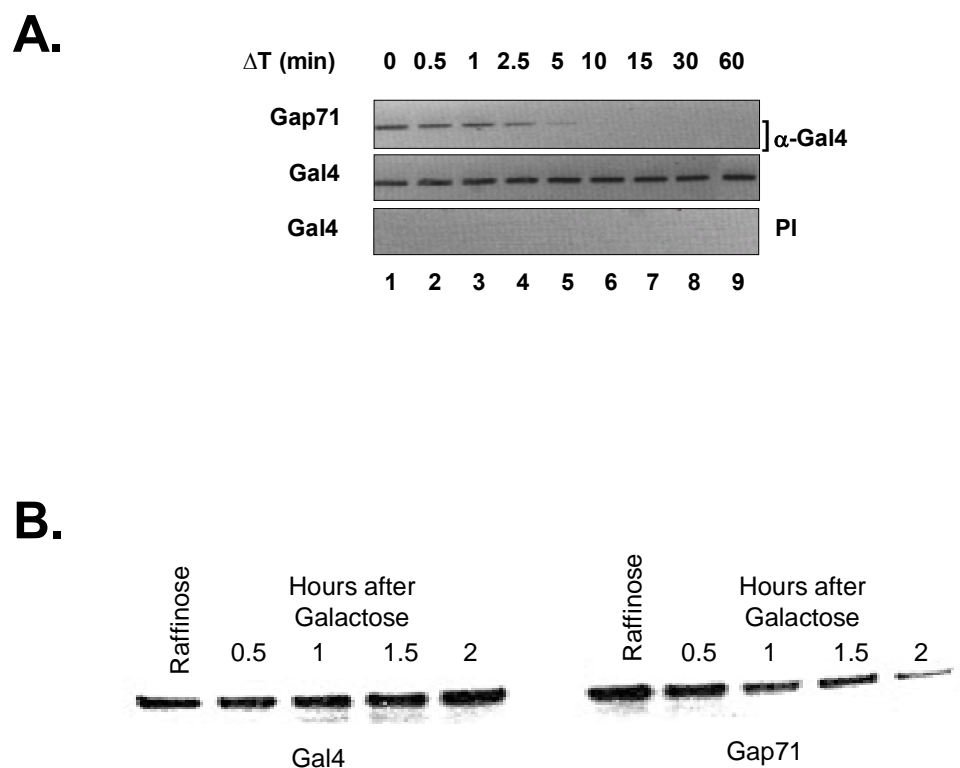 A.
ΔT (min) 0 0.5 1 2.5 5 10 15 30 60
Gap71
α-Gal4
Gal4
Gal4 PI
1 2 3 4 5 6 7 8 9
B.
Raffinose
Hours after
Galactose
0.5 1 1.5 2
Gal4
Raffinose
Hours after
Galactose
0.5 1 1.5 2
Gap71